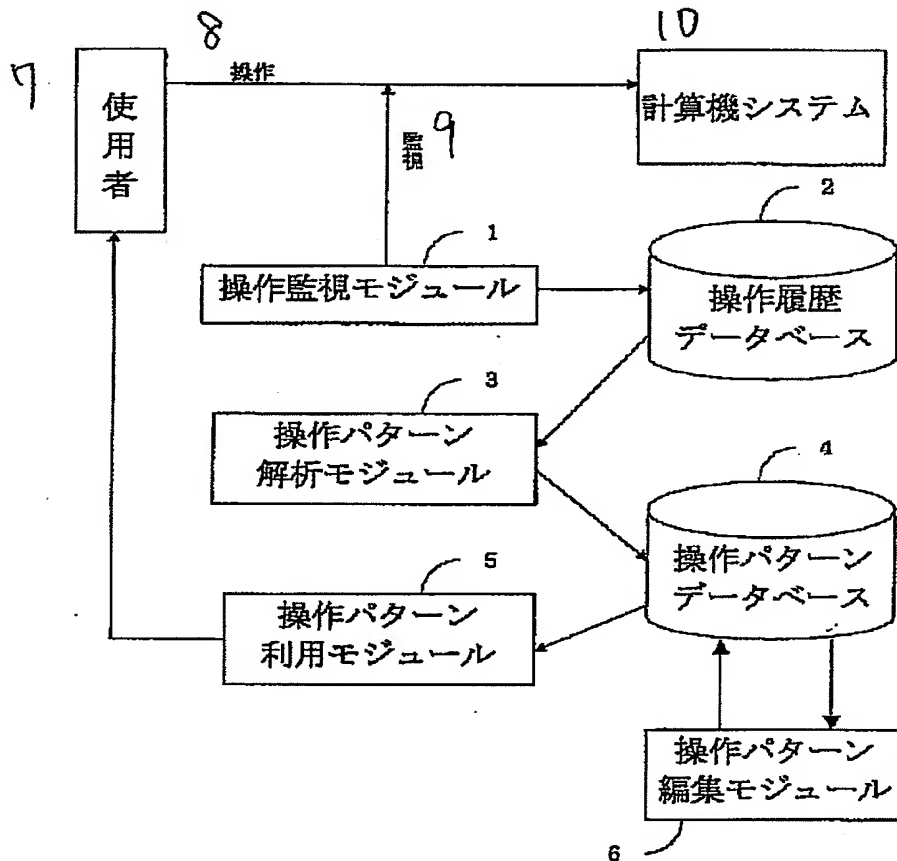 8
10
7
使用者
操作
計算機システム
監視
9
2
1
操作監視モジュール
操作履歴
データベース
3
操作パターン
解析モジュール
4
操作パターン
データベース
5
操作パターン
利用モジュール
操作パターン
編集モジュール
6